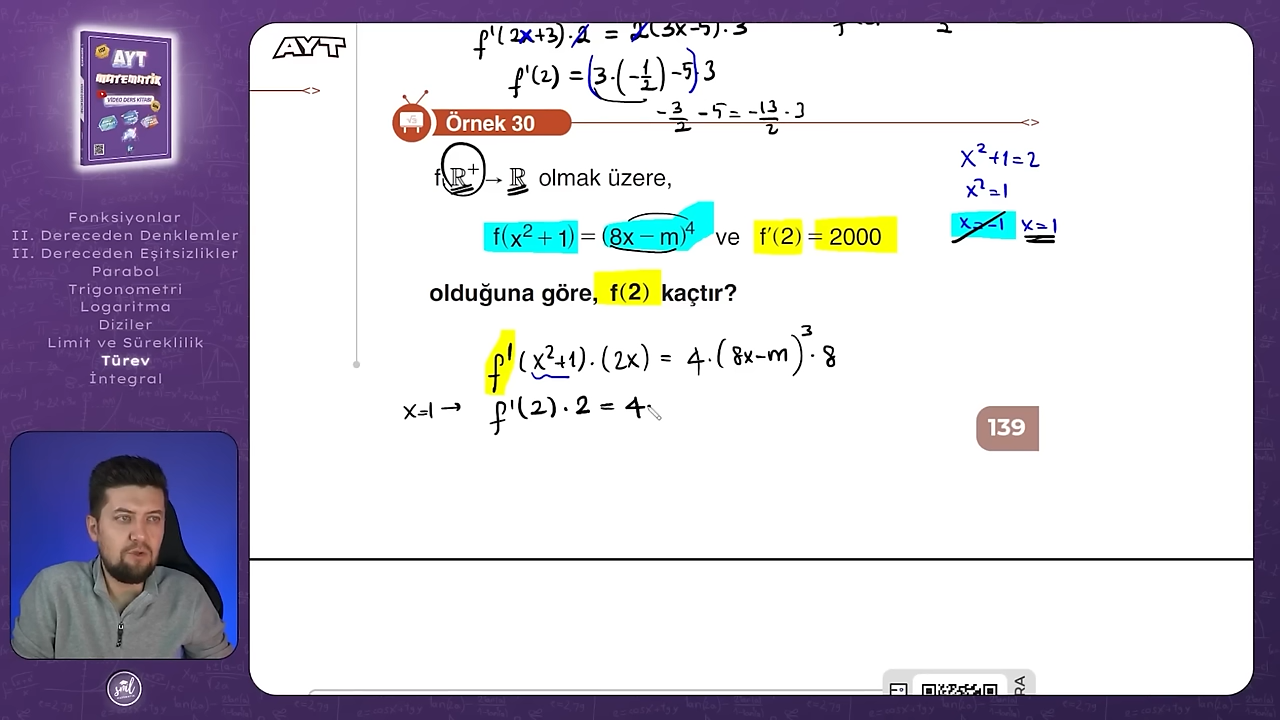 AYT
AYT
MATEMATİK
VİDEO DERS KİTABI
Fonksiyonlar
II. Dereceden Denklemler
II. Dereceden Eşitsizlikler
Parabol
Trigonometri
Logaritma
Diziler
Limit ve Süreklilik
Türev
İntegral
f'(2x+3)·2 = 2(3x-5)·3
f'(2) = (3·(-1/2)-5)·3
-3/2 - 5 = -13/2 · 3
√3 Örnek 30
f ℝ⁺ → ℝ olmak üzere,
f(x² + 1) = (8x – m)⁴ ve f'(2) = 2000
olduğuna göre, f(2) kaçtır?
x²+1=2
x²=1
x=-1 x=1
f'(x²+1)·(2x) = 4·(8x-m)³·8
x=1 → f'(2)·2 = 4·
139
sml